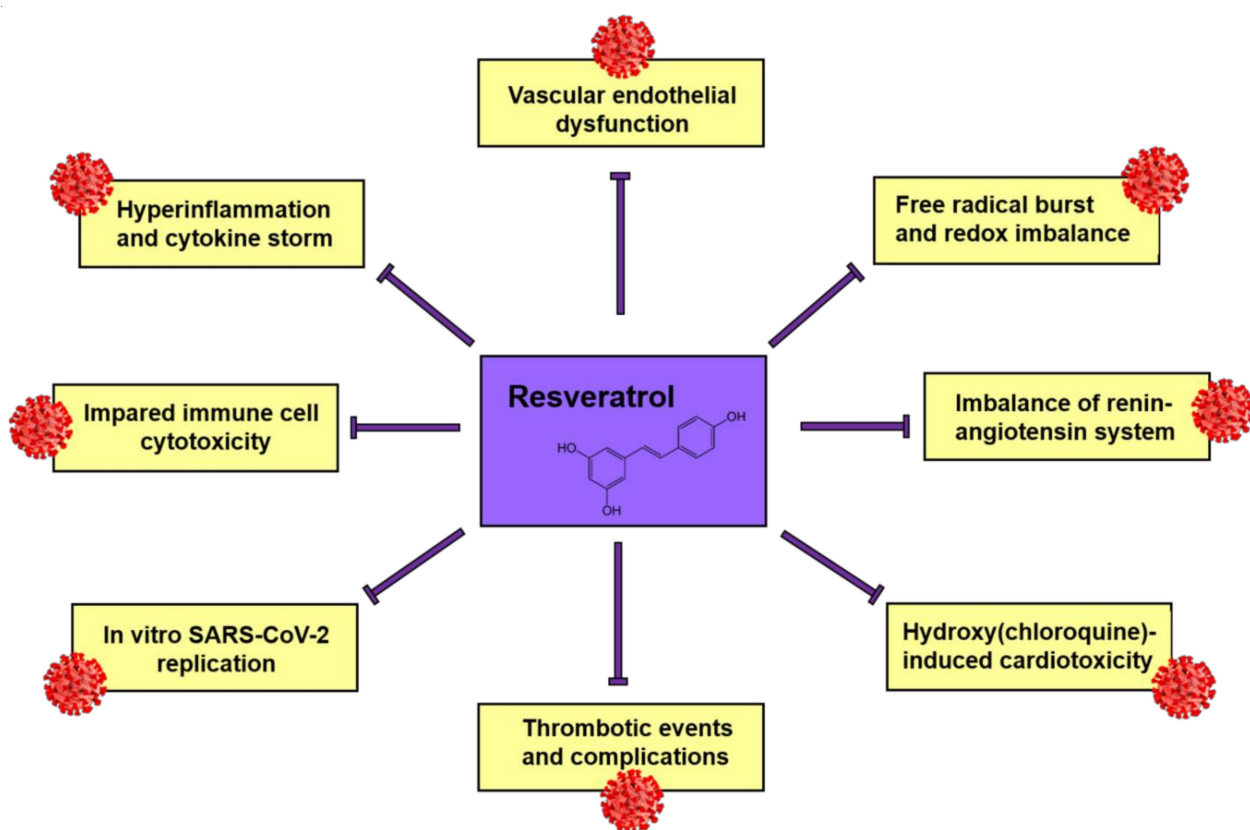 Vascular endothelial
dysfunction
Hyperinflammation
and cytokine storm
Free radical burst
and redox imbalance
Resveratrol
OH
HO
OH
Impared immune cell
cytotoxicity
Imbalance of renin-
angiotensin system
In vitro SARS-CoV-2
replication
Hydroxy(chloroquine)-
induced cardiotoxicity
Thrombotic events
and complications